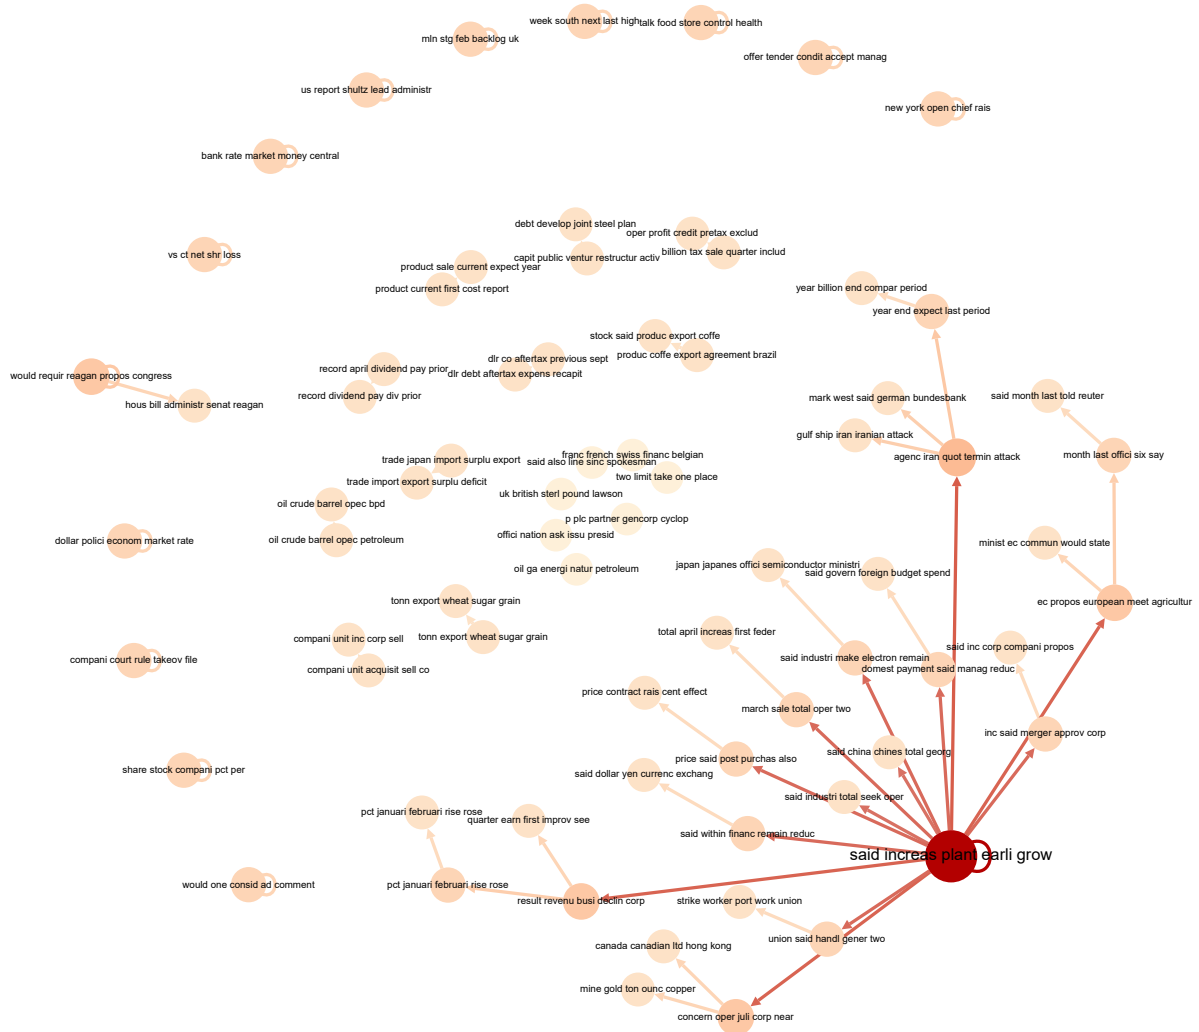 week south next last high
talk food store control health
mln stg feb backlog uk
offer tender condit accept manag
us report shultz lead administr
new york open chief rais
bank rate market money central
debt develop joint steel plan
oper profit credit pretax exclud
vs ct net shr loss
capit public ventur restructur activ
billion tax sale quarter includ
product sale current expect year
product current first cost report
year billion end compar period
year end expect last period
stock said produc export coffe
produc coffe export agreement brazil
dlr co aftertax previous sept
record april dividend pay prior
dlr debt aftertax expens recapit
would requir reagan propos congress
record dividend pay div prior
hous bill administr senat reagan
mark west said german bundesbank
said month last told reuter
gulf ship iran iranian attack
franc french swiss financ belgian
trade japan import surplu export
said also line sinc spokesman
agenc iran quot termin attack
month last offici six say
two limit take one place
trade import export surplu deficit
uk british sterl pound lawson
oil crude barrel opec bpd
p plc partner gencorp cyclop
offici nation ask issu presid
dollar polici econom market rate
oil crude barrel opec petroleum
minist ec commun would state
japan japanes offici semiconductor ministri
oil ga energi natur petroleum
said govern foreign budget spend
tonn export wheat sugar grain
ec propos european meet agricultur
total april increas first feder
tonn export wheat sugar grain
compani unit inc corp sell
said inc corp compani propos
said industri make electron remain
compani court rule takeov file
compani unit acquisit sell co
domest payment said manag reduc
price contract rais cent effect
march sale total oper two
inc said merger approv corp
said china chines total georg
price said post purchas also
share stock compani pct per
said dollar yen currenc exchang
said industri total seek oper
pct januari februari rise rose
quarter earn first improv see
said within financ remain reduc
said increas plant earli grow
would one consid ad comment
pct januari februari rise rose
result revenu busi declin corp
strike worker port work union
union said handl gener two
canada canadian ltd hong kong
mine gold ton ounc copper
concern oper juli corp near